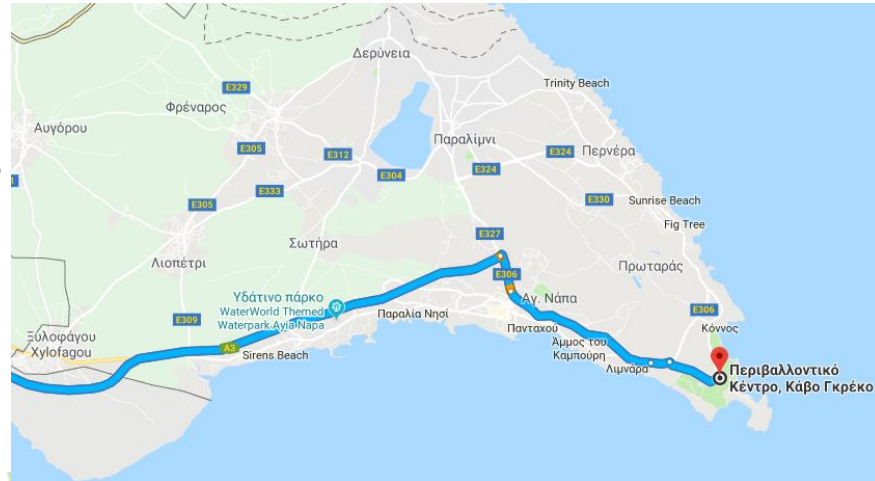 Δερύνεια
Trinity Beach
E329
Φρέναρος
Αυγόρου
Παραλίμνι
E305
E312
E324
E324
Περνέρα
E304
E333
E330
Sunrise Beach
E305
Fig Tree
E327
Σωτήρα
Λιοπέτρι
E306
Πρωταράς
Υδάτινο πάρκο
WaterWorld Themed
Waterpark Ayia Napa
Αγ. Νάπα
E306
E309
Παραλία Νησί
Πανταχού
Κόννος
Ξυλοφάγου
Xylofagou
A3
Sirens Beach
Άμμος του
Καμπούρη
Λιμνάρα
Περιβαλλοντικό
Κέντρο, Κάβο Γκρέκο